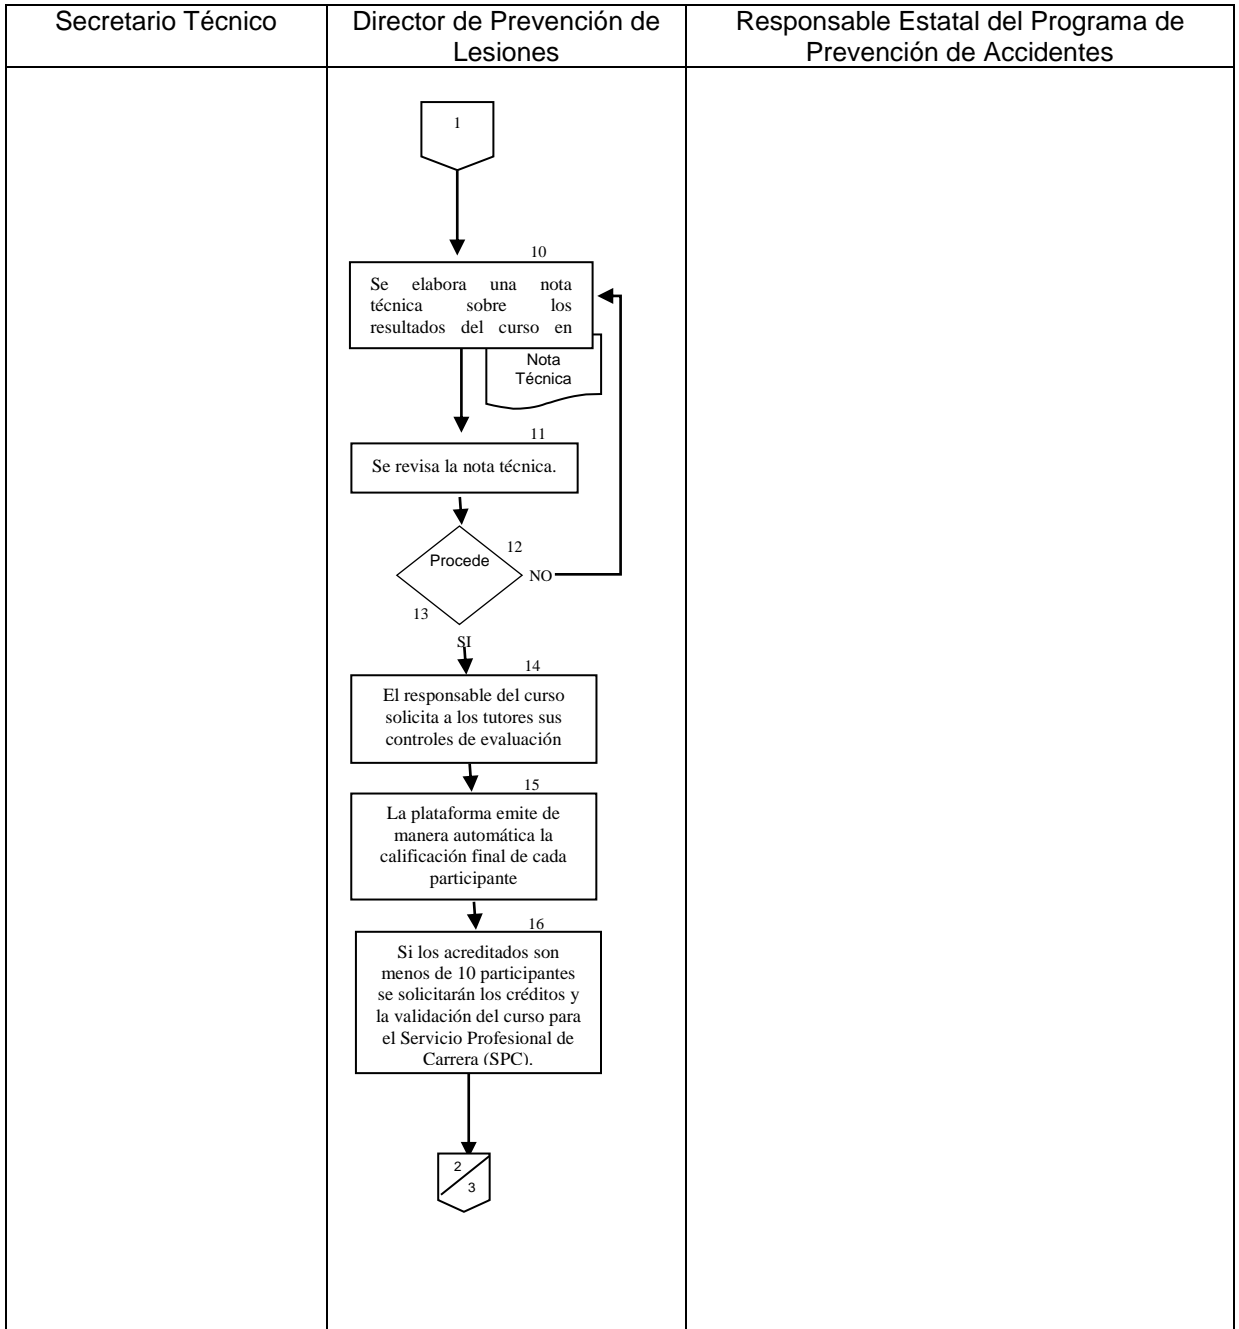 Secretario Técnico
Director de Prevención de
Lesiones
Responsable Estatal del Programa de
Prevención de Accidentes
1
10
Se elabora una nota
técnica sobre los
resultados del curso en
Nota
Técnica
11
Se revisa la nota técnica.
12
Procede
NO
13
SI
14
El responsable del curso
solicita a los tutores sus
controles de evaluación
15
La plataforma emite de
manera automática la
calificación final de cada
participante
16
Si los acreditados son
menos de 10 participantes
se solicitarán los créditos y
la validación del curso para
el Servicio Profesional de
Carrera (SPC).
2
3